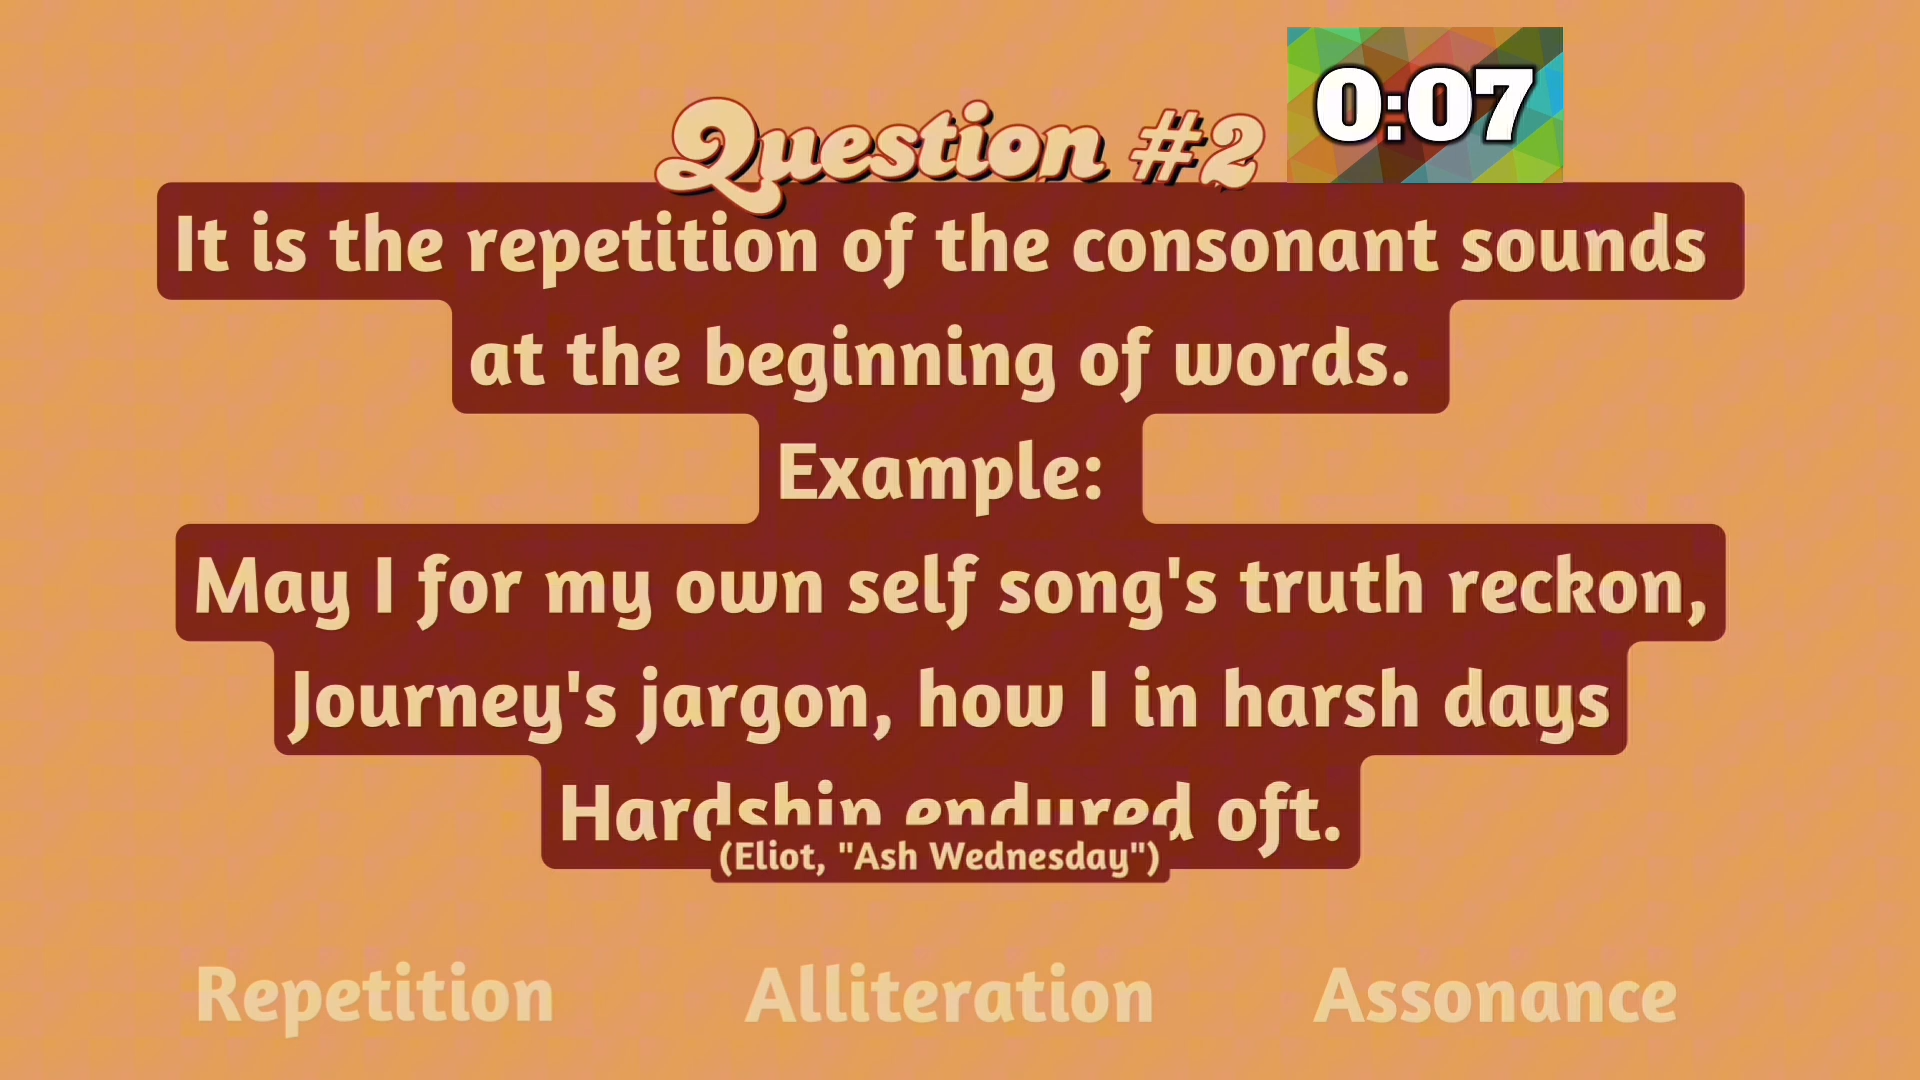 0:07
Question #2
It is the repetition of the consonant sounds
at the beginning of words.
Example:
May I for my own self song's truth reckon,
Journey's jargon, how I in harsh days
Hardship endured oft.
(Eliot, "Ash Wednesday")
Repetition Alliteration Assonance